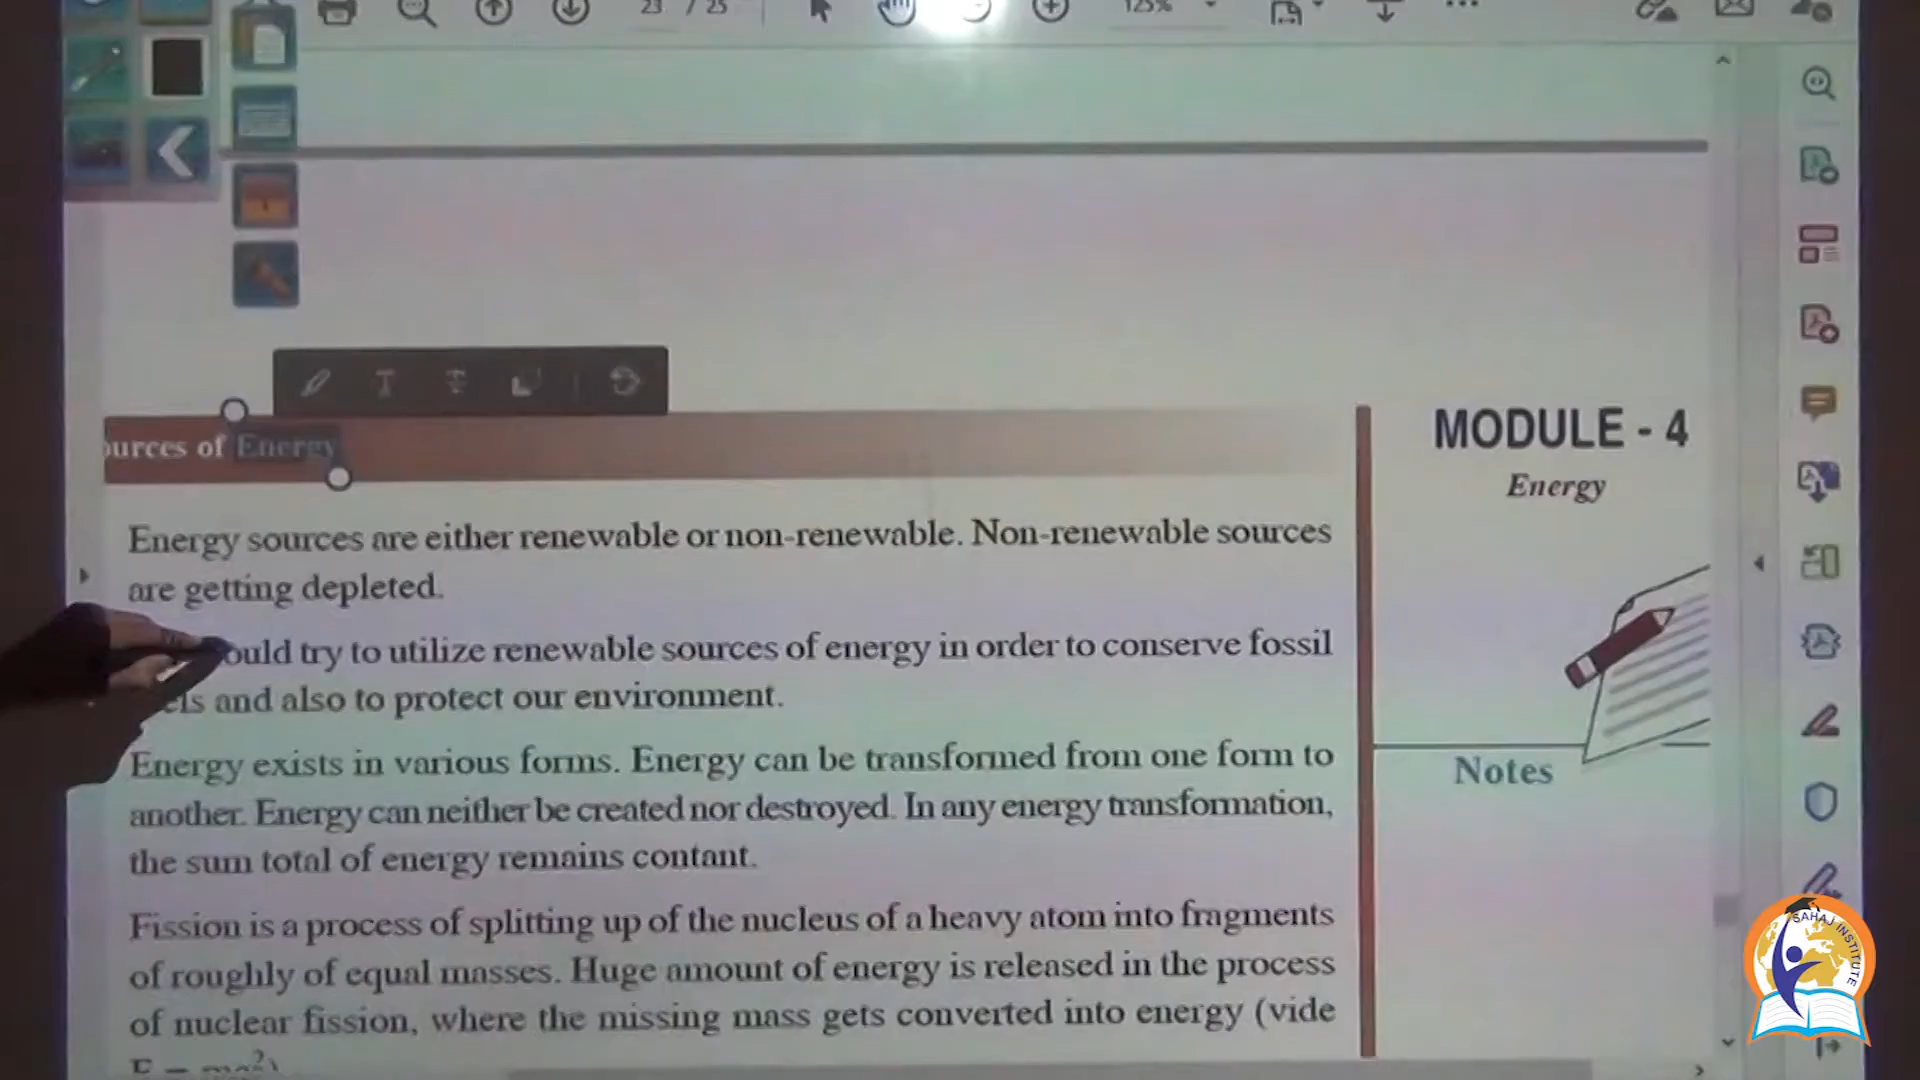 23 / 25
125%
ources of Energy
MODULE - 4
Energy
Energy sources are either renewable or non-renewable. Non-renewable sources
are getting depleted.
ould try to utilize renewable sources of energy in order to conserve fossil
els and also to protect our environment.
Energy exists in various forms. Energy can be transformed from one form to
another. Energy can neither be created nor destroyed. In any energy transformation,
the sum total of energy remains contant.
Notes
Fission is a process of splitting up of the nucleus of a heavy atom into fragments
of roughly of equal masses. Huge amount of energy is released in the process
of nuclear fission, where the missing mass gets converted into energy (vide
E = mc²)
SAHAJ INSTITUTE